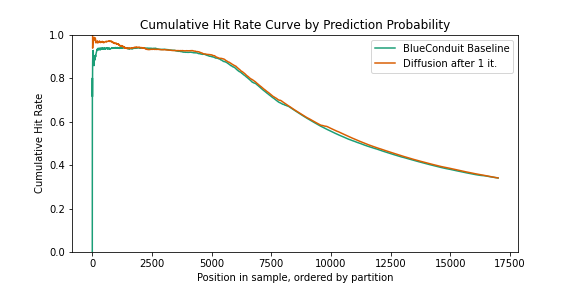 Cumulative Hit Rate Curve by Prediction Probability
BlueConduit Baseline
Diffusion after 1 it.
Cumulative Hit Rate
1.0
0.8
0.6
0.4
0.2
0.0
0 2500 5000 7500 10000 12500 15000 17500
Position in sample, ordered by partition